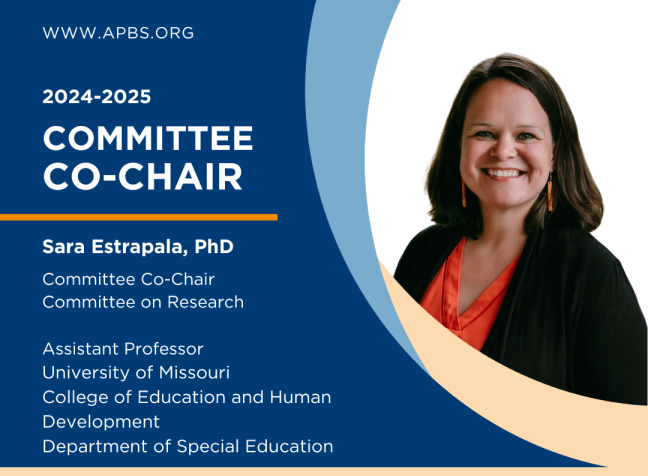 WWW.APBS.ORG
2024-2025
COMMITTEE
CO-CHAIR
Sara Estrapala, PhD
Committee Co-Chair
Committee on Research
Assistant Professor
University of Missouri
College of Education and Human
Development
Department of Special Education